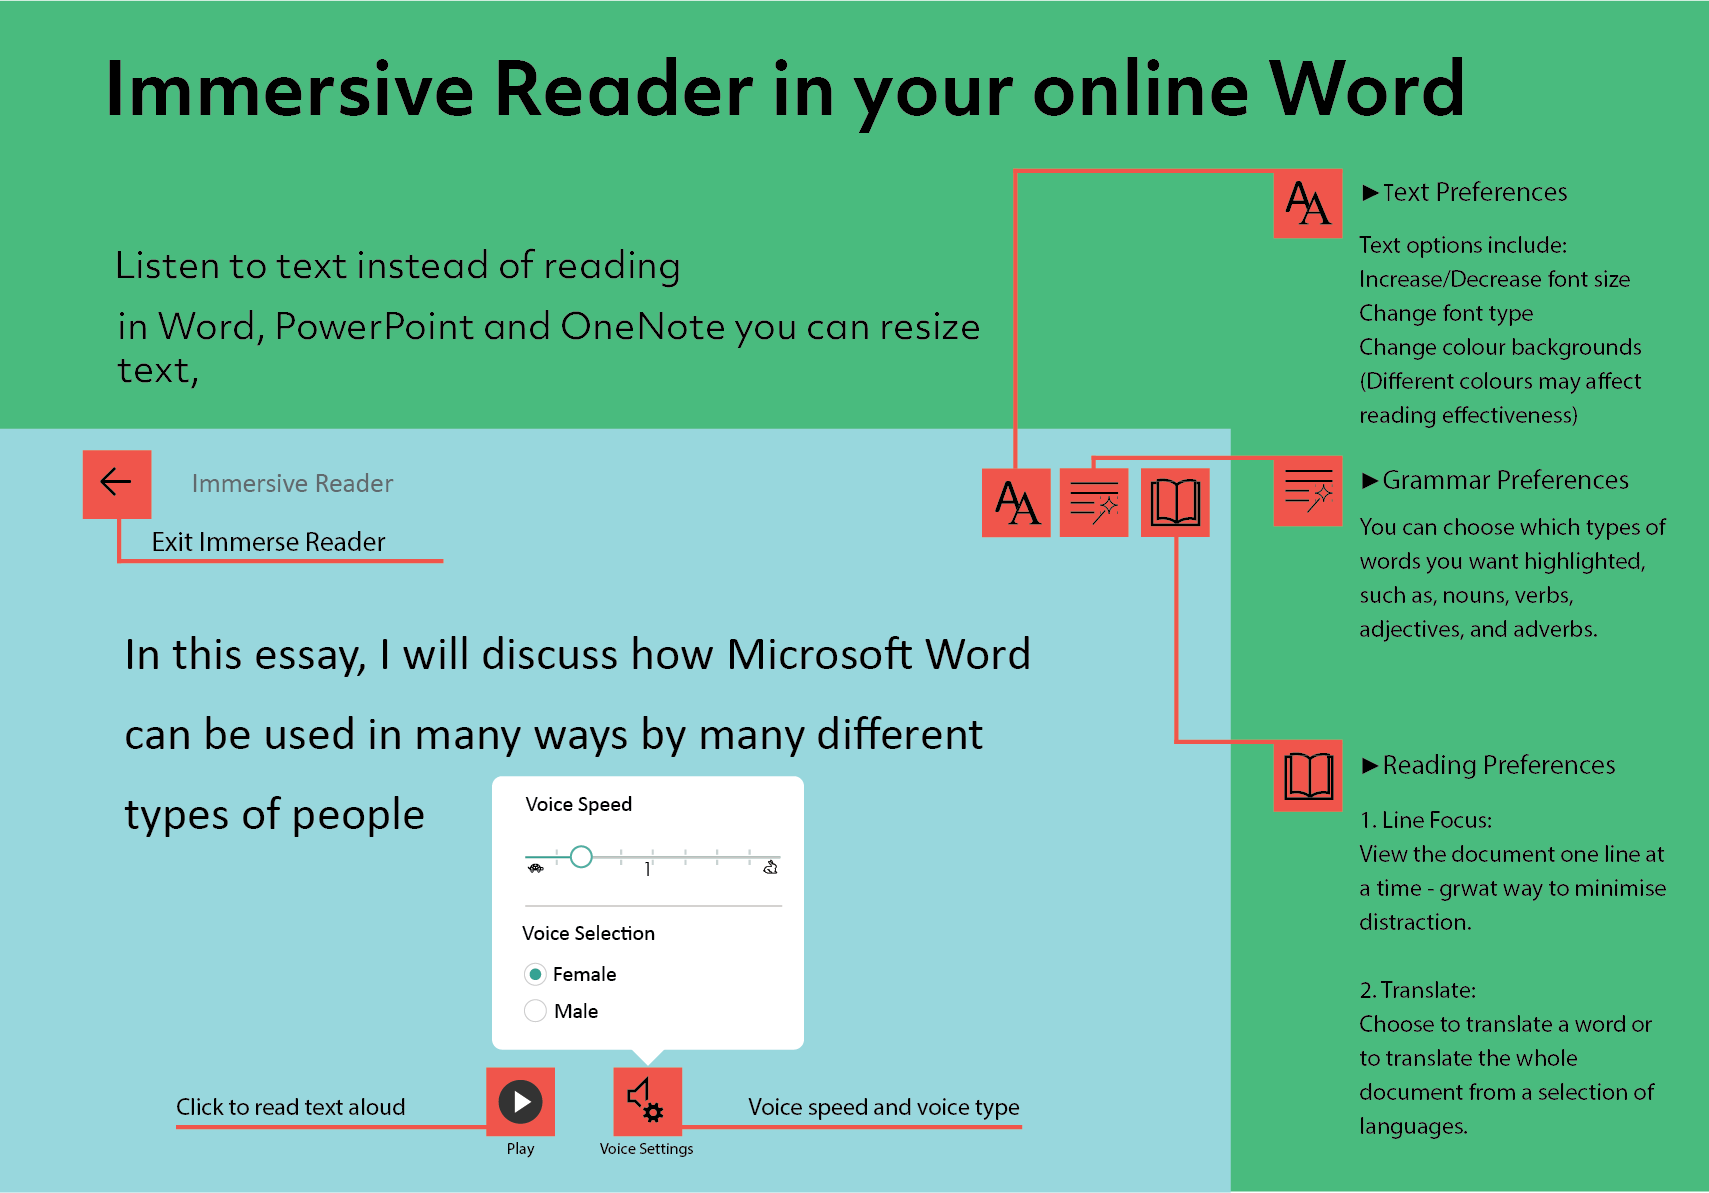 Immersive Reader in your online Word
Listen to text instead of reading
in Word, PowerPoint and OneNote you can resize
text,
►Text Preferences
Text options include:
Increase/Decrease font size
Change font type
Change colour backgrounds
(Different colours may affect
reading effectiveness)
Immersive Reader
Exit Immerse Reader
AA
AA
►Grammar Preferences
You can choose which types of
words you want highlighted,
such as, nouns, verbs,
adjectives, and adverbs.
In this essay, I will discuss how Microsoft Word
can be used in many ways by many different
types of people
►Reading Preferences
1. Line Focus:
View the document one line at
a time - grwat way to minimise
distraction.
2. Translate:
Choose to translate a word or
to translate the whole
document from a selection of
languages.
Voice Speed
1
Voice Selection
Female
Male
Click to read text aloud
Play
Voice Settings
Voice speed and voice type